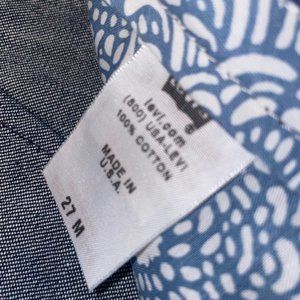 levi.com
(800) USA-LEVI
100% COTTON
MADE IN
U.S.A.
27 M